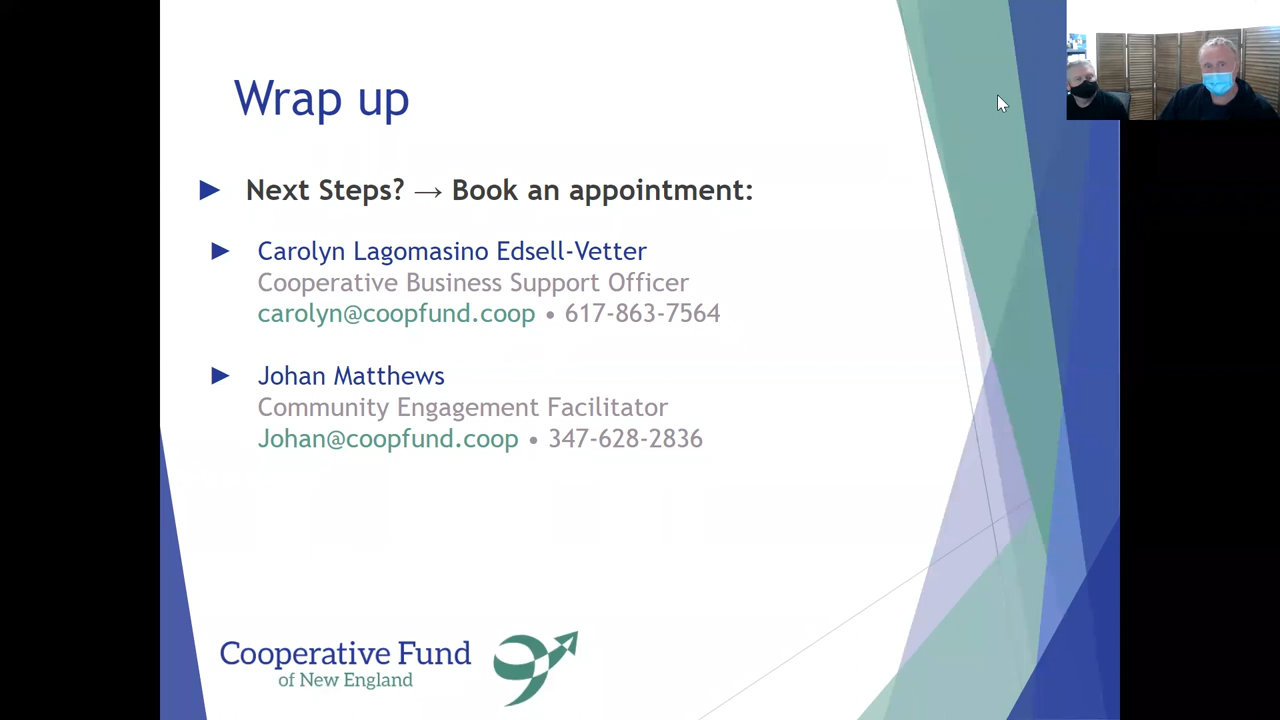 Wrap up
Next Steps? → Book an appointment:
Carolyn Lagomasino Edsell-Vetter
Cooperative Business Support Officer
carolyn@coopfund.coop • 617-863-7564
Johan Matthews
Community Engagement Facilitator
Johan@coopfund.coop • 347-628-2836
Cooperative Fund
of New England